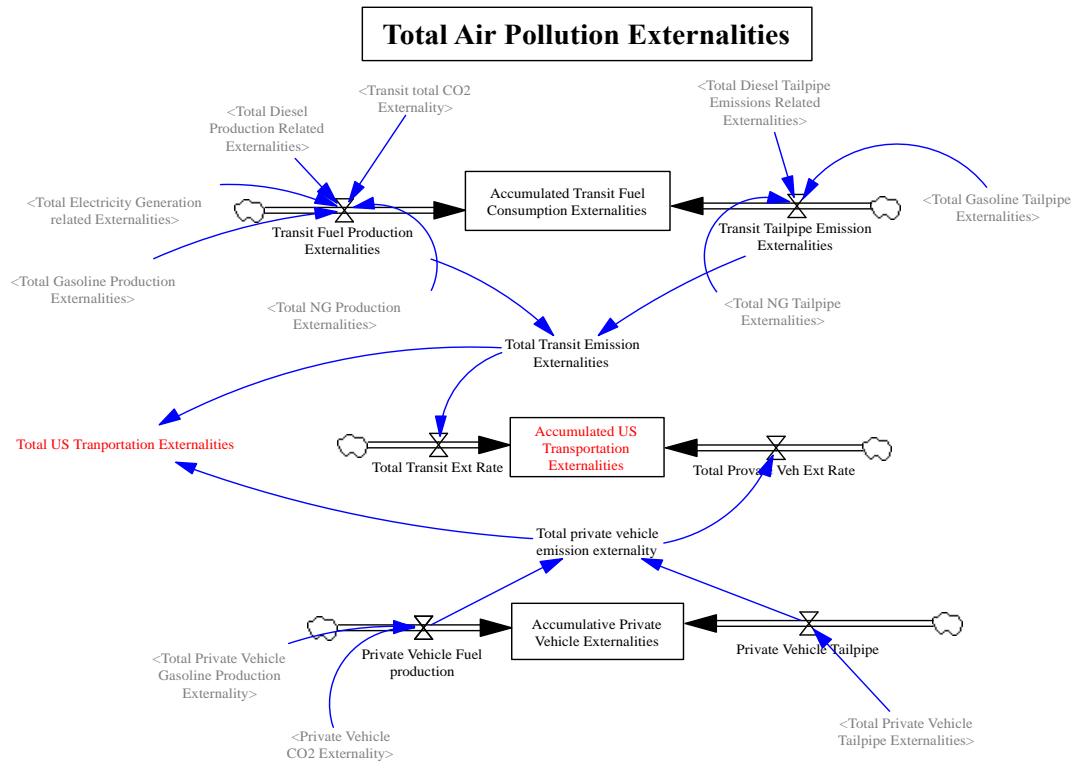 Total Air Pollution Externalities
<Transit total CO2
Externality>
<Total Diesel Tailpipe
Emissions Related
Externalities>
<Total Diesel
Production Related
Externalities>
<Total Electricity Generation
related Externalities>
Accumulated Transit Fuel
Consumption Externalities
<Total Gasoline Tailpipe
Externalities>
Transit Fuel Production
Externalities
Transit Tailpipe Emission
Externalities
<Total Gasoline Production
Externalities>
<Total NG Production
Externalities>
<Total NG Tailpipe
Externalities>
Total Transit Emission
Externalities
Total US Tranportation Externalities
Accumulated US
Transportation
Externalities
Total Transit Ext Rate
Total Provate Veh Ext Rate
Total private vehicle
emission externality
Accumulative Private
Vehicle Externalities
Private Vehicle Fuel
production
Private Vehicle Tailpipe
<Total Private Vehicle
Gasoline Production
Externality>
<Private Vehicle
CO2 Externality>
<Total Private Vehicle
Tailpipe Externalities>